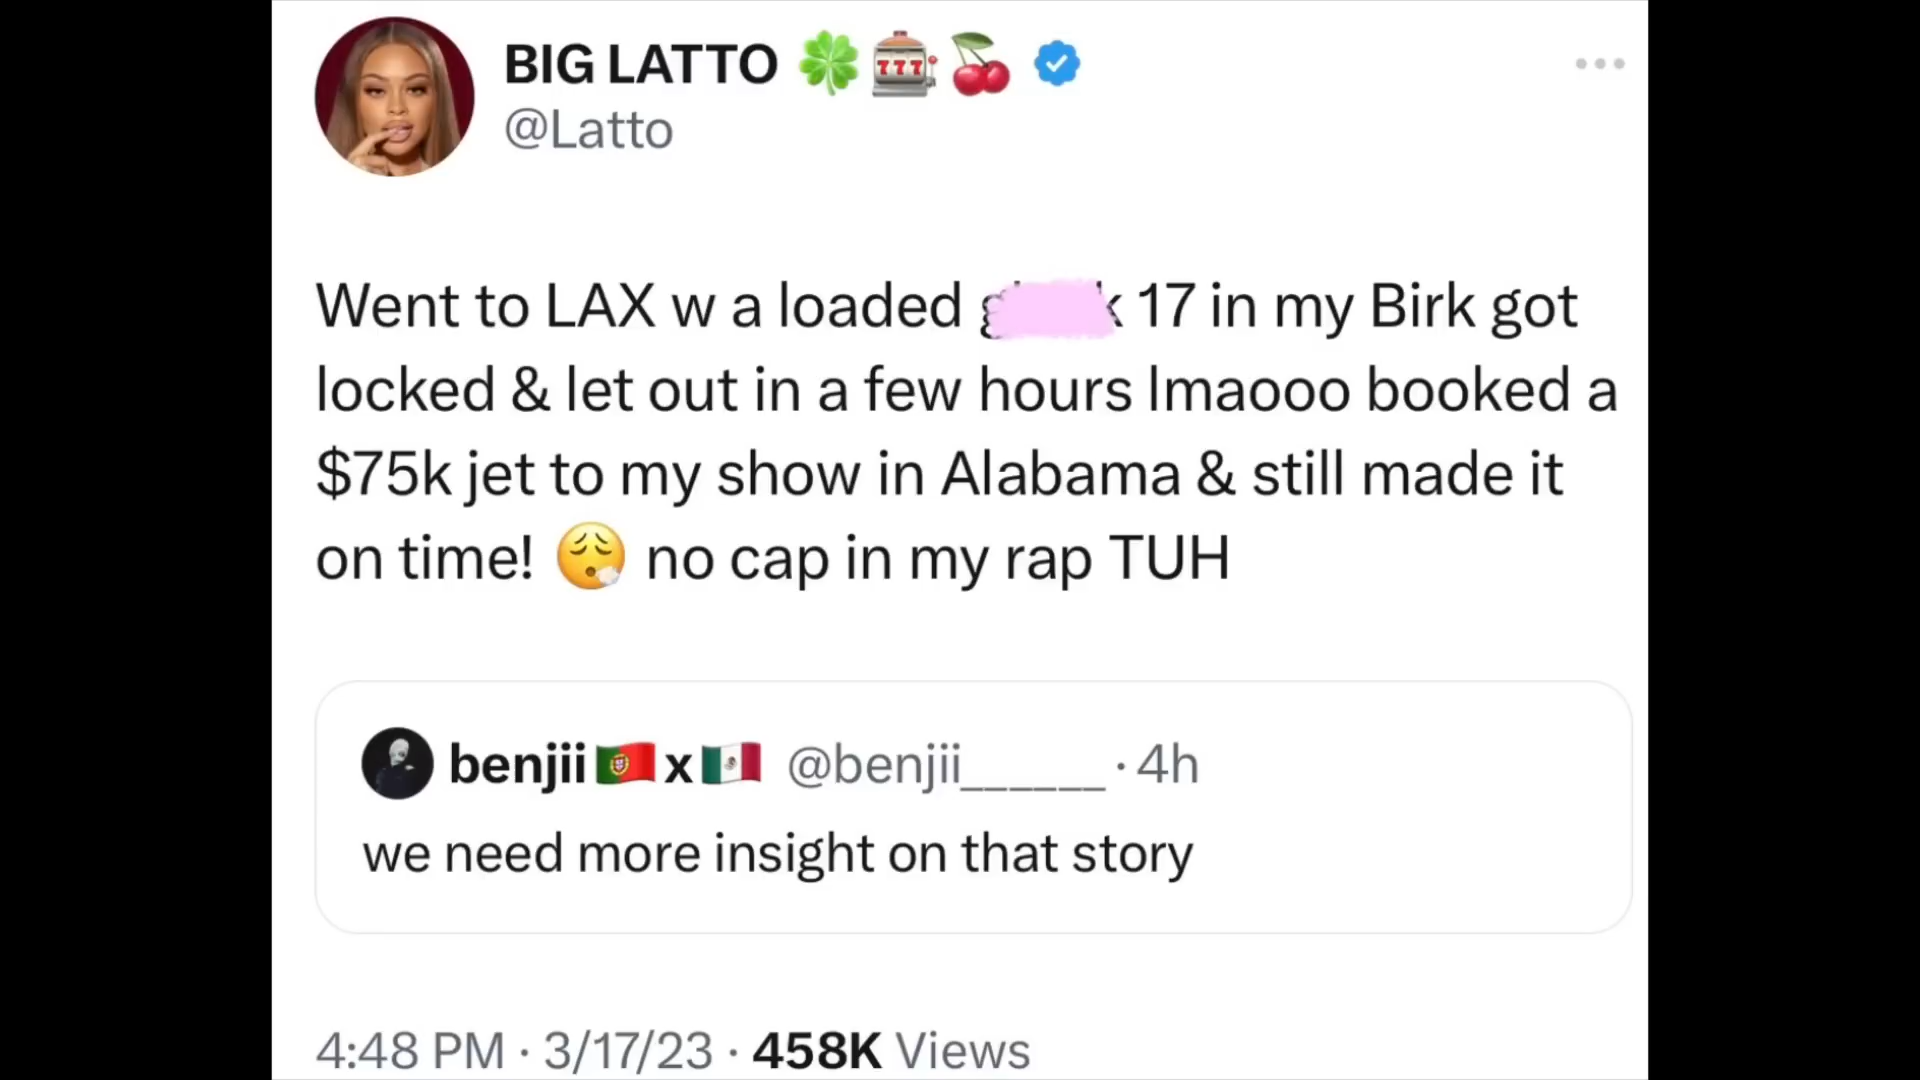 BIG LATTO 🍀🎰🍒
@Latto
Went to LAX w a loaded 17 in my Birk got
locked & let out in a few hours lmaooo booked a
$75k jet to my show in Alabama & still made it
on time! 😮‍💨 no cap in my rap TUH
benjii🇵🇹x🇲🇽 @benjii______ · 4h
we need more insight on that story
4:48 PM · 3/17/23 · 458K Views